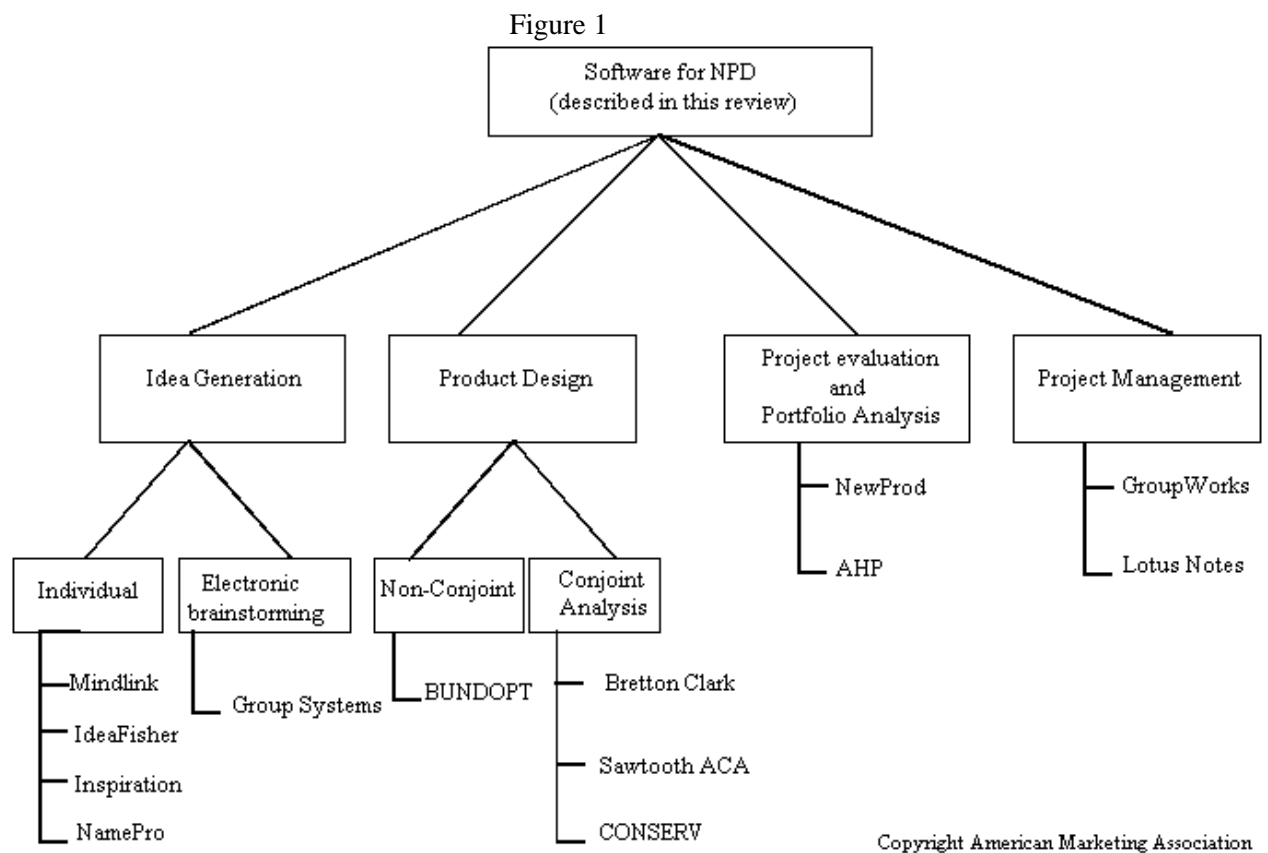 Figure 1
Software for NPD
(described in this review)
Idea Generation
Product Design
Project evaluation
and
Portfolio Analysis
Project Management
NewProd
AHP
GroupWorks
Lotus Notes
Individual
Electronic
brainstorming
Non-Conjoint
Conjoint
Analysis
Mindlink
IdeaFisher
Inspiration
NamePro
Group Systems
BUNDOPT
Bretton Clark
Sawtooth ACA
CONSERV
Copyright American Marketing Association